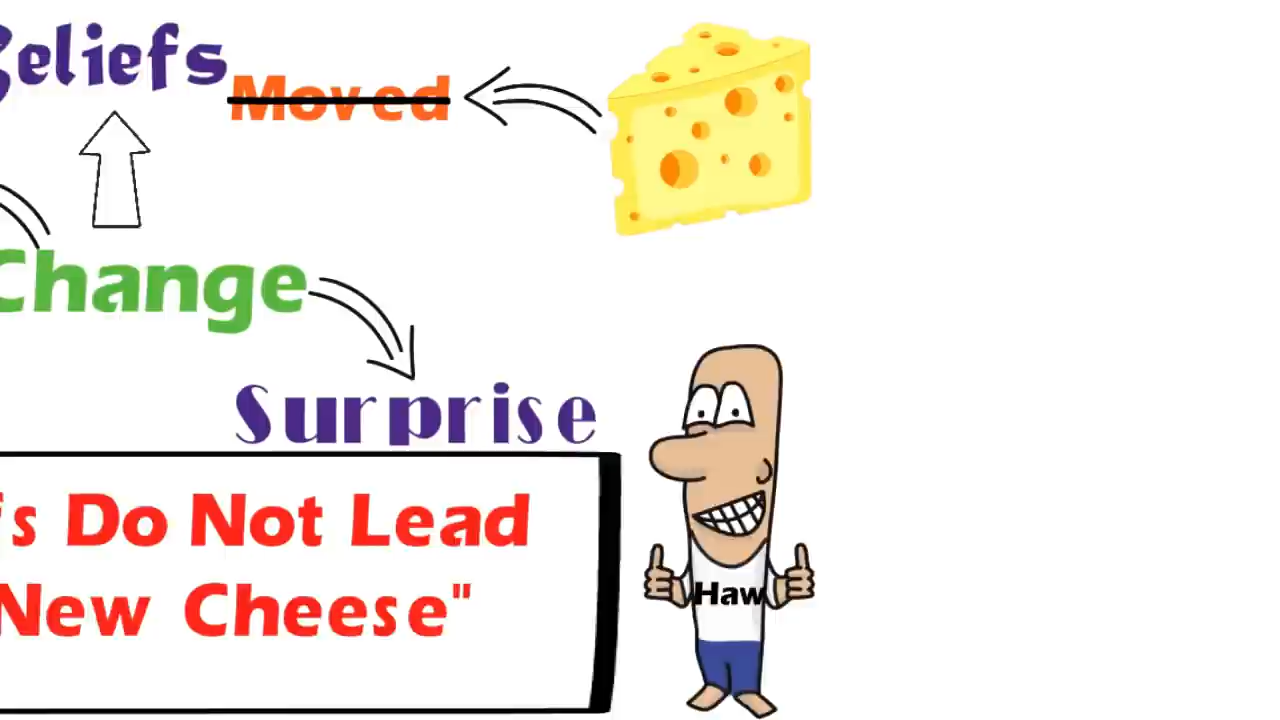 Beliefs
Moved
Change
Surprise
's Do Not Lead
New Cheese"
Haw